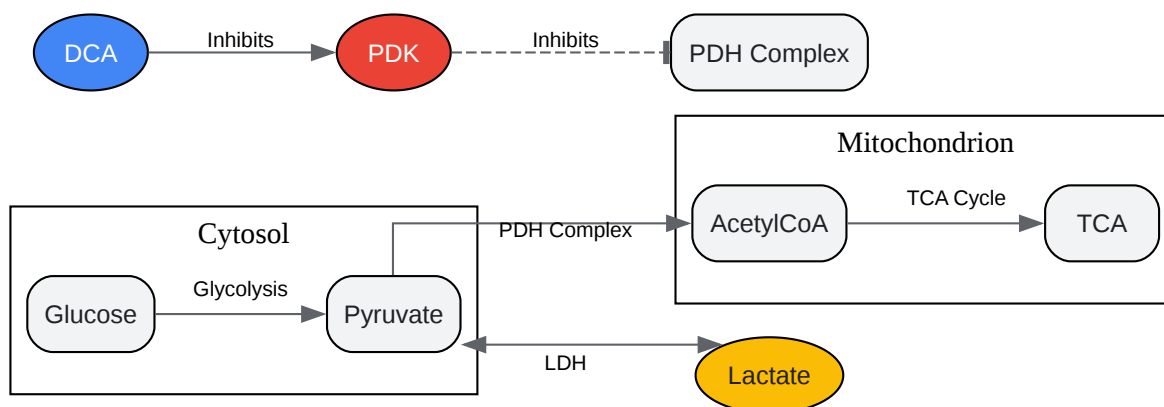 DCA
Inhibits
PDK
Inhibits
PDH Complex
Mitochondrion
AcetylCoA
TCA Cycle
TCA
PDH Complex
Cytosol
Glucose
Glycolysis
Pyruvate
LDH
Lactate